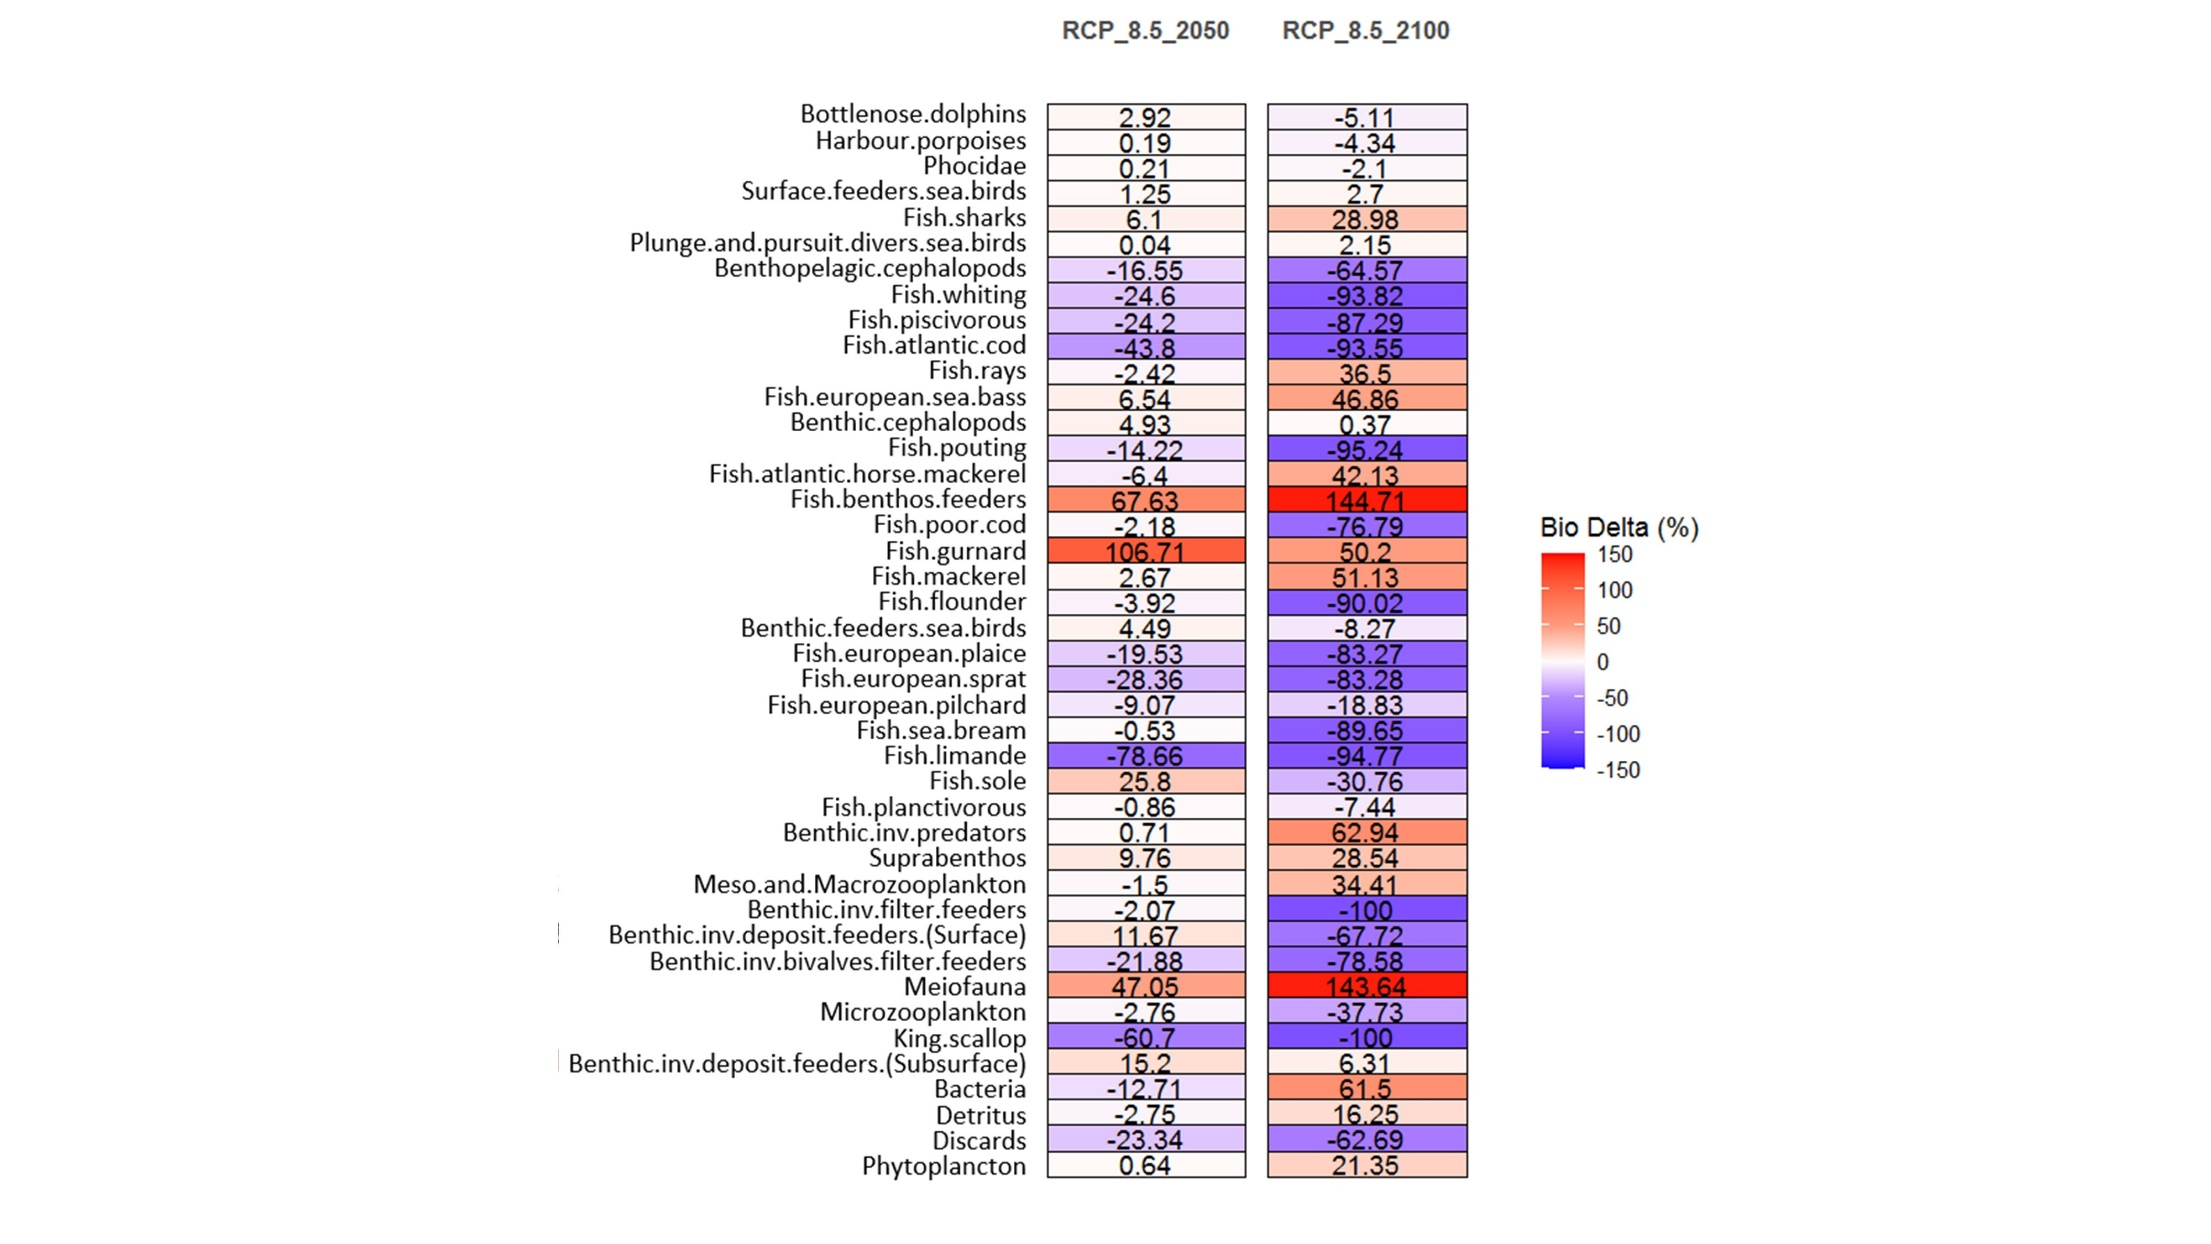 RCP_8.5_2050 RCP_8.5_2100
Bottlenose.dolphins 2.92 -5.11
Harbour.porpoises 0.19 -4.34
Phocidae 0.21 -2.1
Surface.feeders.sea.birds 1.25 2.7
Fish.sharks 6.1 28.98
Plunge.and.pursuit.divers.sea.birds 0.04 2.15
Benthopelagic.cephalopods -16.55 -64.57
Fish.whiting -24.6 -93.82
Fish.piscivorous -24.2 -87.29
Fish.atlantic.cod -43.8 -93.55
Fish.rays -2.42 36.5
Fish.european.sea.bass 6.54 46.86
Benthic.cephalopods 4.93 0.37
Fish.pouting -14.22 -95.24
Fish.atlantic.horse.mackerel -6.4 42.13
Fish.benthos.feeders 67.63 144.71
Fish.poor.cod -2.18 -76.79
Fish.gurnard 106.71 50.2
Fish.mackerel 2.67 51.13
Fish.flounder -3.92 -90.02
Benthic.feeders.sea.birds 4.49 -8.27
Fish.european.plaice -19.53 -83.27
Fish.european.sprat -28.36 -83.28
Fish.european.pilchard -9.07 -18.83
Fish.sea.bream -0.53 -89.65
Fish.limande -78.66 -94.77
Fish.sole 25.8 -30.76
Fish.planctivorous -0.86 -7.44
Benthic.inv.predators 0.71 62.94
Suprabenthos 9.76 28.54
Meso.and.Macrozooplankton -1.5 34.41
Benthic.inv.filter.feeders -2.07 -100
Benthic.inv.deposit.feeders.(Surface) 11.67 -67.72
Benthic.inv.bivalves.filter.feeders -21.88 -78.58
Meiofauna 47.05 143.64
Microzooplankton -2.76 -37.73
King.scallop -60.7 -100
Benthic.inv.deposit.feeders.(Subsurface) 15.2 6.31
Bacteria -12.71 61.5
Detritus -2.75 16.25
Discards -23.34 -62.69
Phytoplancton 0.64 21.35
Bio Delta (%)
150
100
50
0
-50
-100
-150